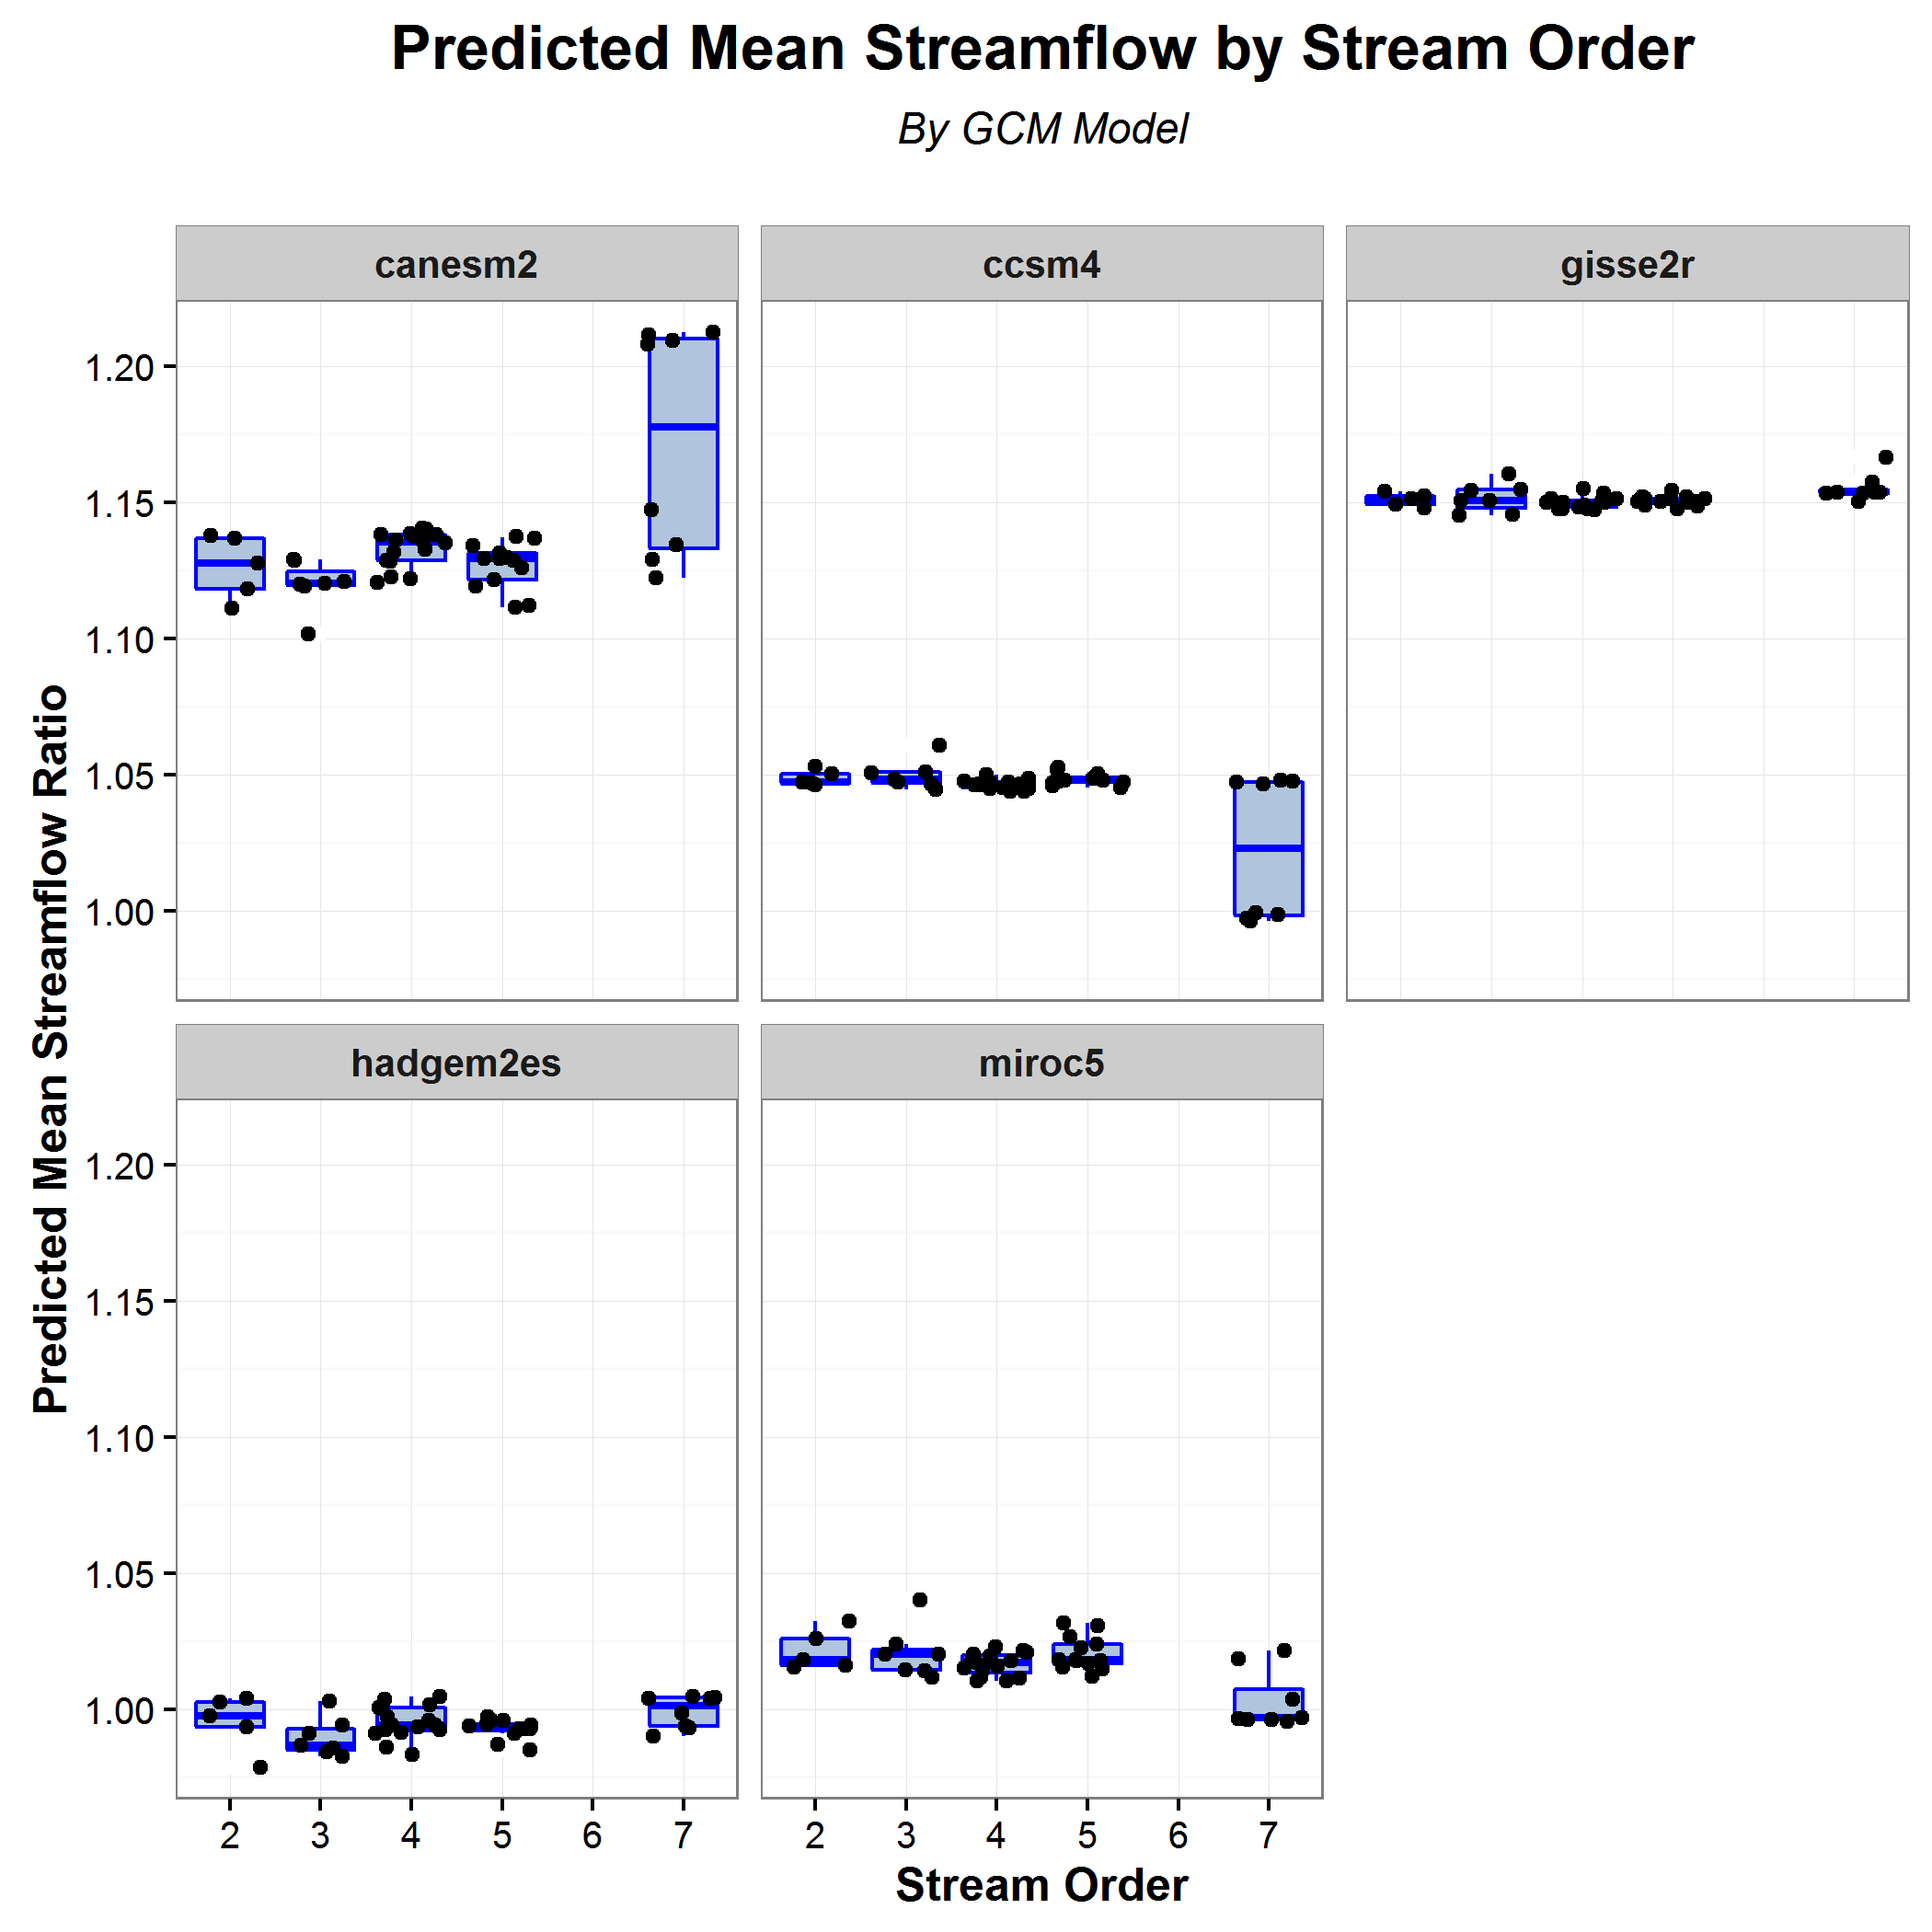 Predicted Mean Streamflow by Stream Order
By GCM Model
canesm2
ccsm4
gisse2r
1.20
1.15
1.10
1.05
1.00
hadgem2es
miroc5
1.20
1.15
1.10
1.05
1.00
2 3 4 5 6 7
2 3 4 5 6 7
Stream Order
Predicted Mean Streamflow Ratio